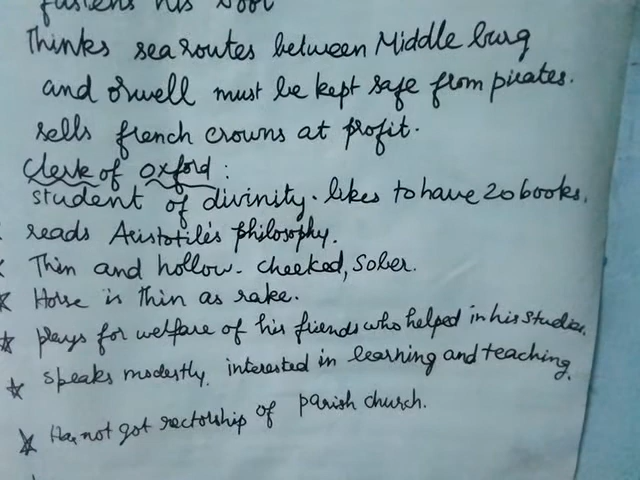 fastens his boot
Thinks sea routes between Middle burg
and orwell must be kept safe from pirates.
sells french crowns at profit.
Clerk of Oxford:
student of divinity. likes to have 20 books.
reads Aristotile's philosophy.
Thin and hollow-cheeked, sober.
Horse is Thin as rake.
prays for welfare of his friends who helped in his studies.
speaks modestly. interested in learning and teaching.
Has not got rectorship of parish church.